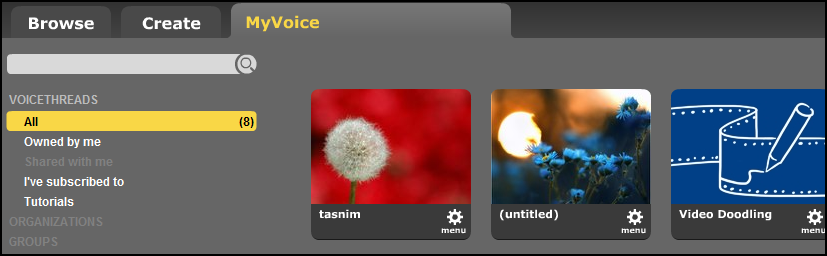 Browse Create MyVoice
VOICETHREADS
All (8)
Owned by me
Shared with me
I've subscribed to
Tutorials
ORGANIZATIONS
GROUPS
tasnim
menu
(untitled)
menu
Video Doodling
menu